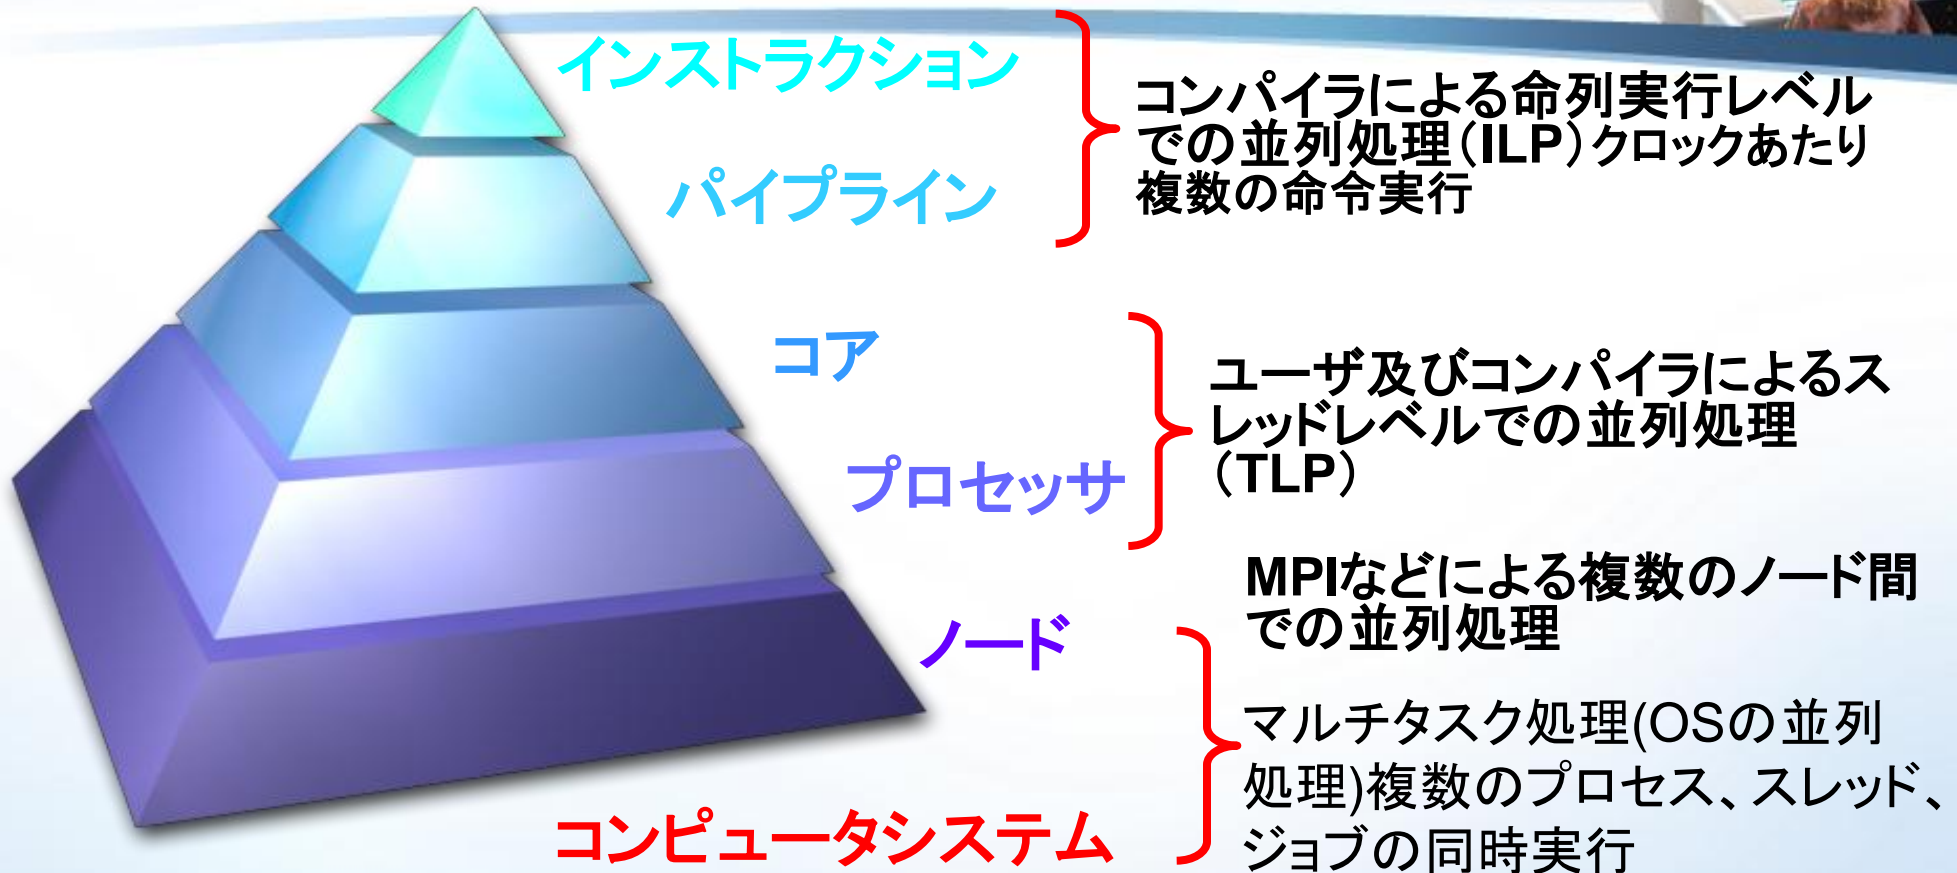 インストラクション
パイプライン
コンパイラによる命列実行レベル
での並列処理（ILP）クロックあたり
複数の命令実行
コア
プロセッサ
ユーザ及びコンパイラによるス
レッドレベルでの並列処理
（TLP）
ノード
MPIなどによる複数のノード間
での並列処理
コンピュータシステム
マルチタスク処理(OSの並列
処理)複数のプロセス、スレッド、
ジョブの同時実行